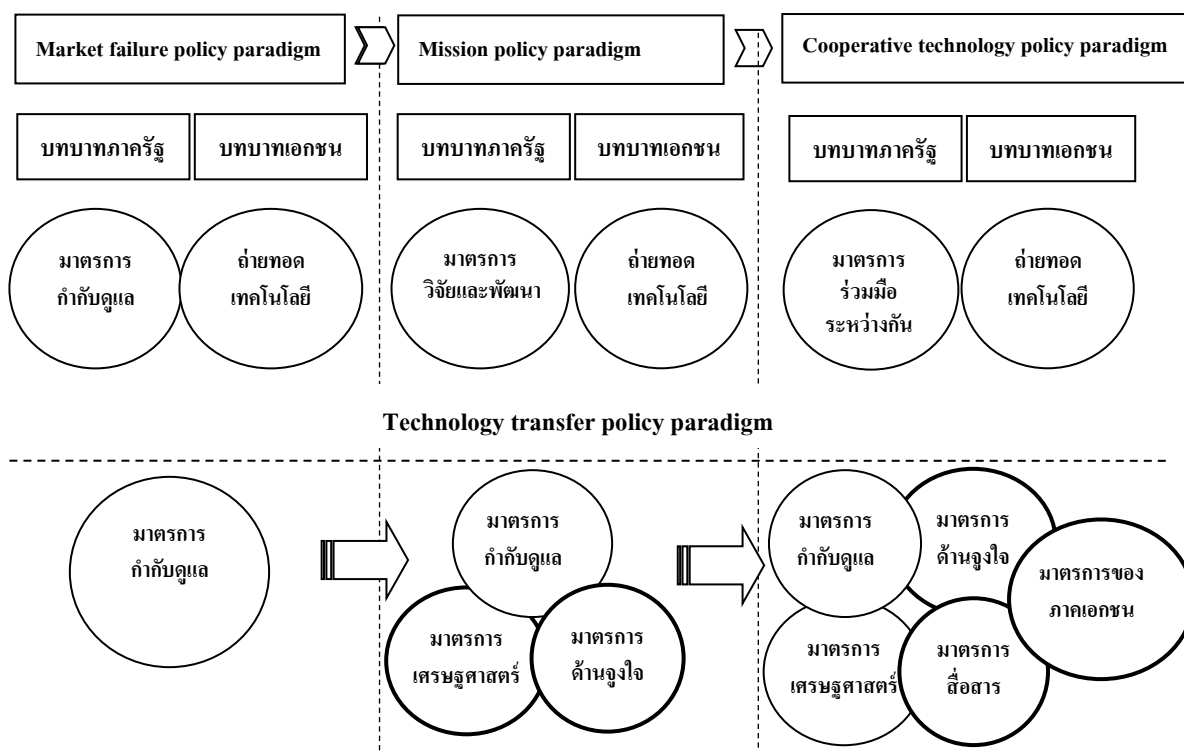 Market failure policy paradigm
Mission policy paradigm
Cooperative technology policy paradigm
บทบาทภาครัฐ
บทบาทเอกชน
บทบาทภาครัฐ
บทบาทเอกชน
บทบาทภาครัฐ
บทบาทเอกชน
มาตรการ
กำกับดูแล
ถ่ายทอด
เทคโนโลยี
มาตรการ
วิจัยและพัฒนา
ถ่ายทอด
เทคโนโลยี
มาตรการ
ร่วมมือ
ระหว่างกัน
ถ่ายทอด
เทคโนโลยี
Technology transfer policy paradigm
มาตรการ
กำกับดูแล
มาตรการ
กำกับดูแล
มาตรการ
เศรษฐศาสตร์
มาตรการ
ด้านจูงใจ
มาตรการ
กำกับดูแล
มาตรการ
ด้านจูงใจ
มาตรการของ
ภาคเอกชน
มาตรการ
เศรษฐศาสตร์
มาตรการ
สื่อสาร